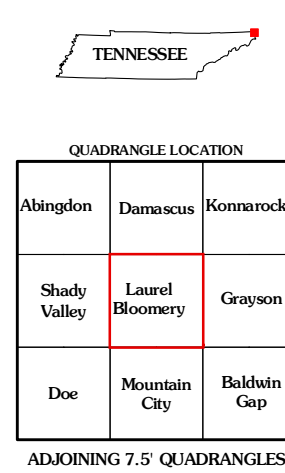 TENNESSEE
QUADRANGLE LOCATION
Abingdon
Damascus
Konnarock
Shady
Valley
Laurel
Bloomery
Grayson
Doe
Mountain
City
Baldwin
Gap
ADJOINING 7.5' QUADRANGLES